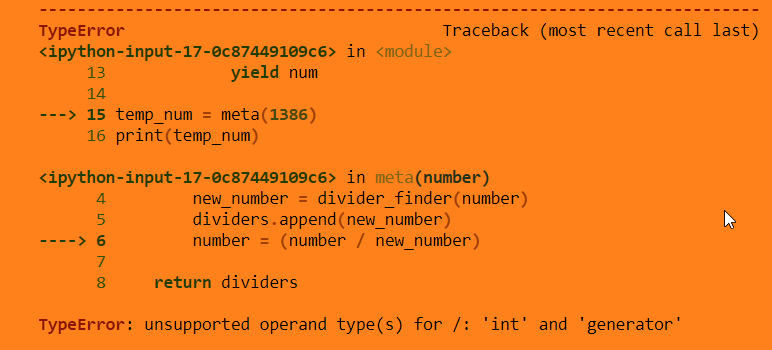 ---------------------------------------------------------------------------
TypeError                                 Traceback (most recent call last)
<ipython-input-17-0c87449109c6> in <module>
     13             yield num
     14 
---> 15 temp_num = meta(1386)
     16 print(temp_num)

<ipython-input-17-0c87449109c6> in meta(number)
      4         new_number = divider_finder(number)
      5         dividers.append(new_number)
----> 6         number = (number / new_number)
      7 
      8     return dividers

TypeError: unsupported operand type(s) for /: 'int' and 'generator'